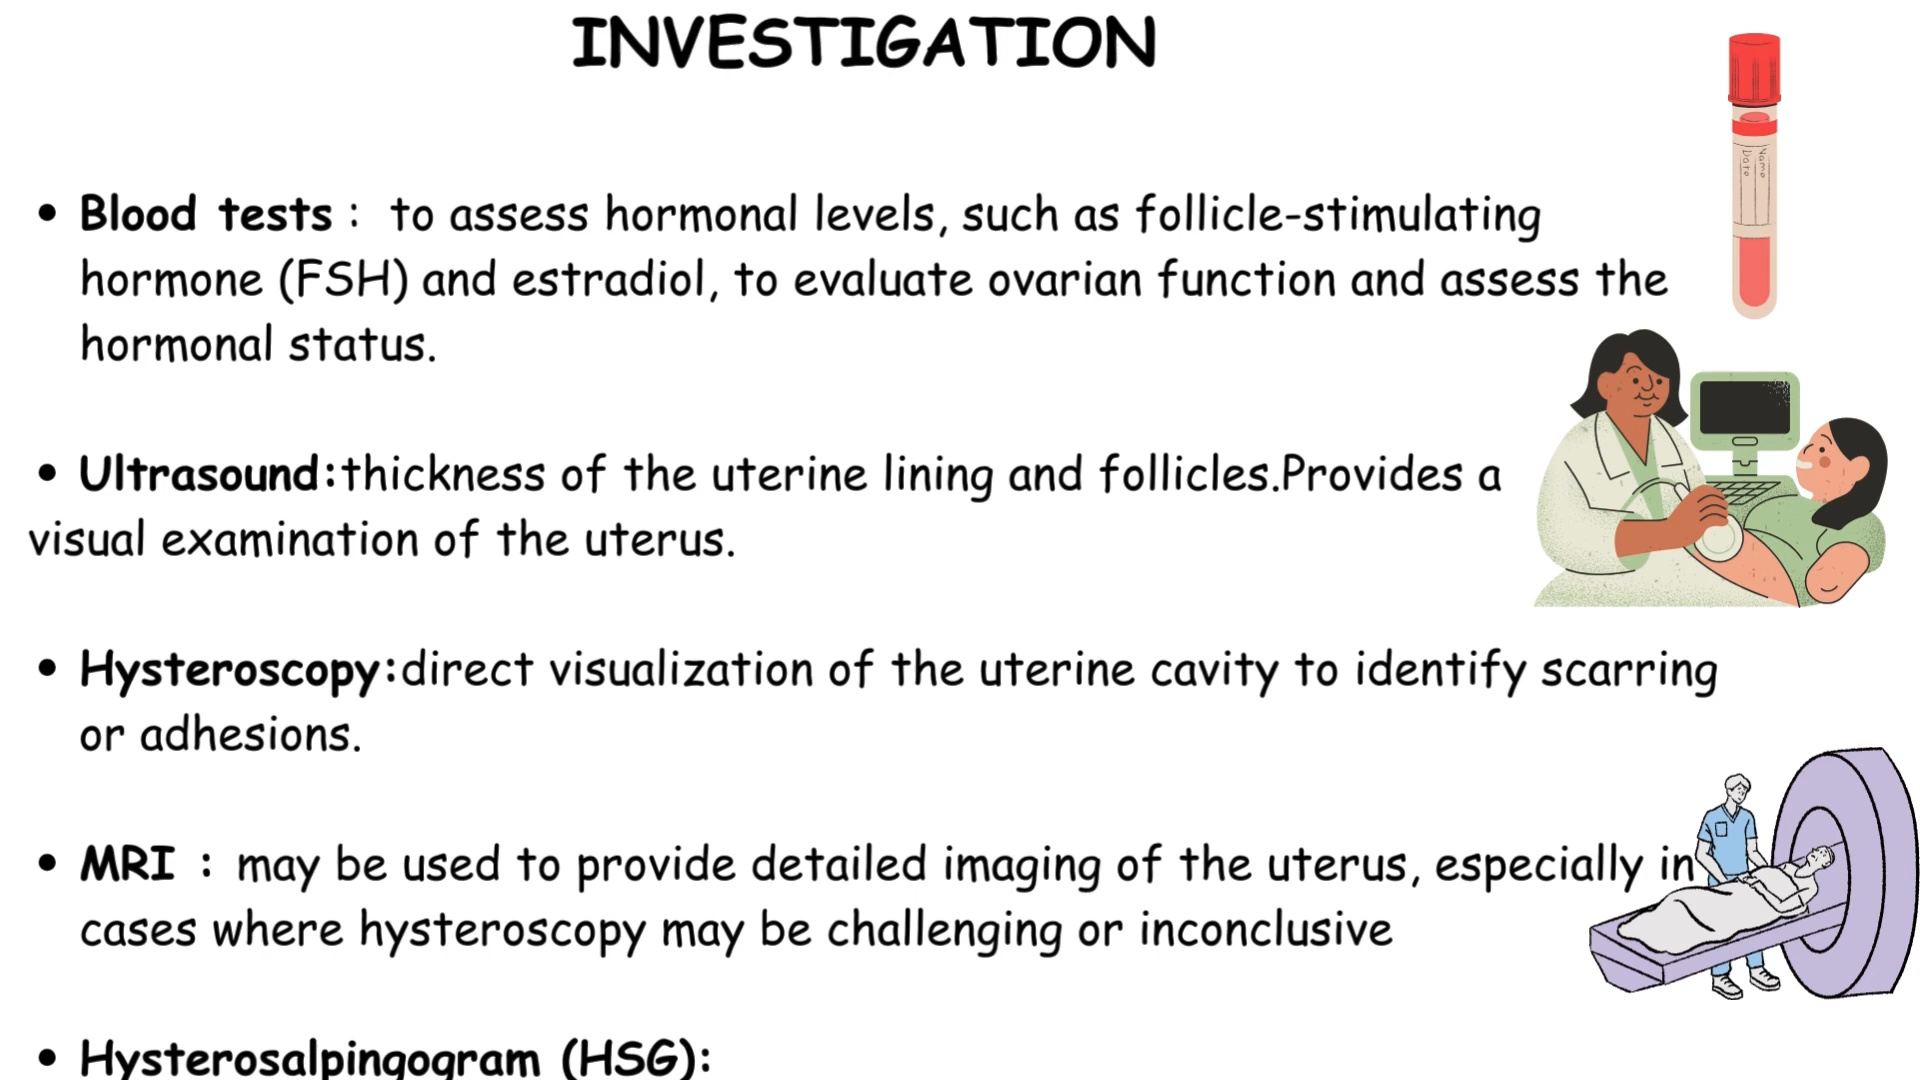 INVESTIGATION
• Blood tests : to assess hormonal levels, such as follicle-stimulating
hormone (FSH) and estradiol, to evaluate ovarian function and assess the
hormonal status.
• Ultrasound:thickness of the uterine lining and follicles.Provides a
visual examination of the uterus.
• Hysteroscopy:direct visualization of the uterine cavity to identify scarring
or adhesions.
• MRI : may be used to provide detailed imaging of the uterus, especially in
cases where hysteroscopy may be challenging or inconclusive
• Hysterosalpingogram (HSG):
Name
Date